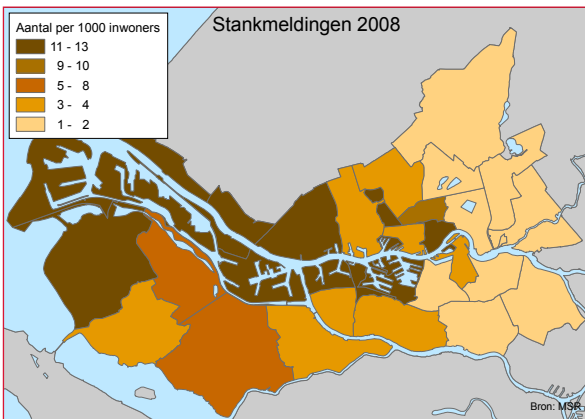 Stankmeldingen 2008
Aantal per 1000 inwoners
11 - 13
9 - 10
5 - 8
3 - 4
1 - 2
Bron: MSR